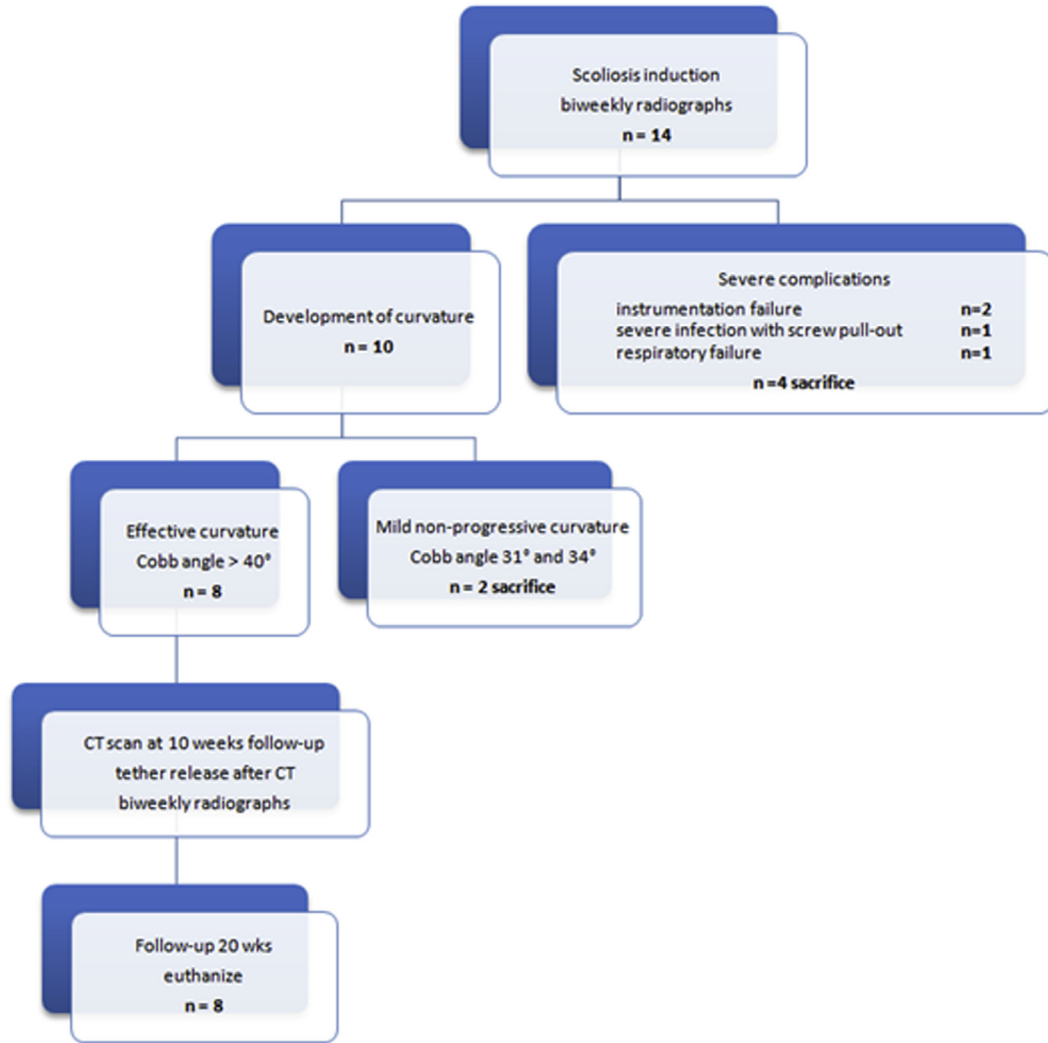 Scoliosis induction
biweekly radiographs
n = 14
Development of curvature
n = 10
Severe complications
instrumentation failure n=2
severe infection with screw pull-out n=1
respiratory failure n=1
n =4 sacrifice
Effective curvature
Cobb angle > 40°
n = 8
Mild non-progressive curvature
Cobb angle 31° and 34°
n = 2 sacrifice
CT scan at 10 weeks follow-up
tether release after CT
biweekly radiographs
Follow-up 20 wks
euthanize
n = 8